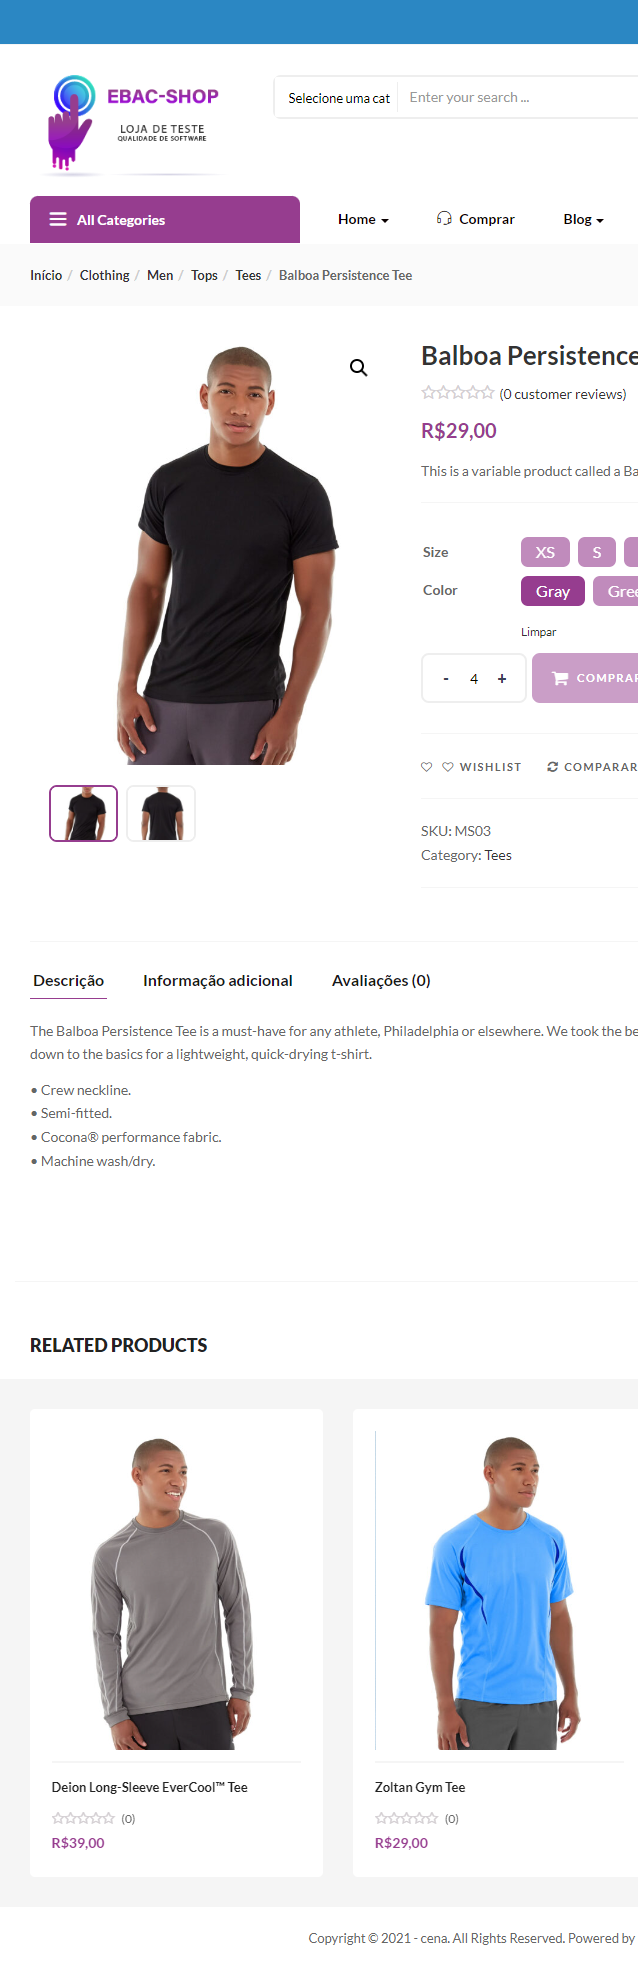 EBAC-SHOP
LOJA DE TESTE
QUALIDADE DE SOFTWARE
Selecione uma cat
Enter your search ...
All Categories
Home
Comprar
Blog
Início / Clothing / Men / Tops / Tees / Balboa Persistence Tee
Balboa Persistence
(0 customer reviews)
R$29,00
This is a variable product called a Ba
Size XS S
Color Gray Gree
Limpar
- 4 + COMPRAR
WISHLIST COMPARAR
SKU: MS03
Category: Tees
Descrição Informação adicional Avaliações (0)
The Balboa Persistence Tee is a must-have for any athlete, Philadelphia or elsewhere. We took the be
down to the basics for a lightweight, quick-drying t-shirt.
• Crew neckline.
• Semi-fitted.
• Cocona® performance fabric.
• Machine wash/dry.
RELATED PRODUCTS
Deion Long-Sleeve EverCool™ Tee
(0)
R$39,00
Zoltan Gym Tee
(0)
R$29,00
Copyright © 2021 - cena. All Rights Reserved. Powered by